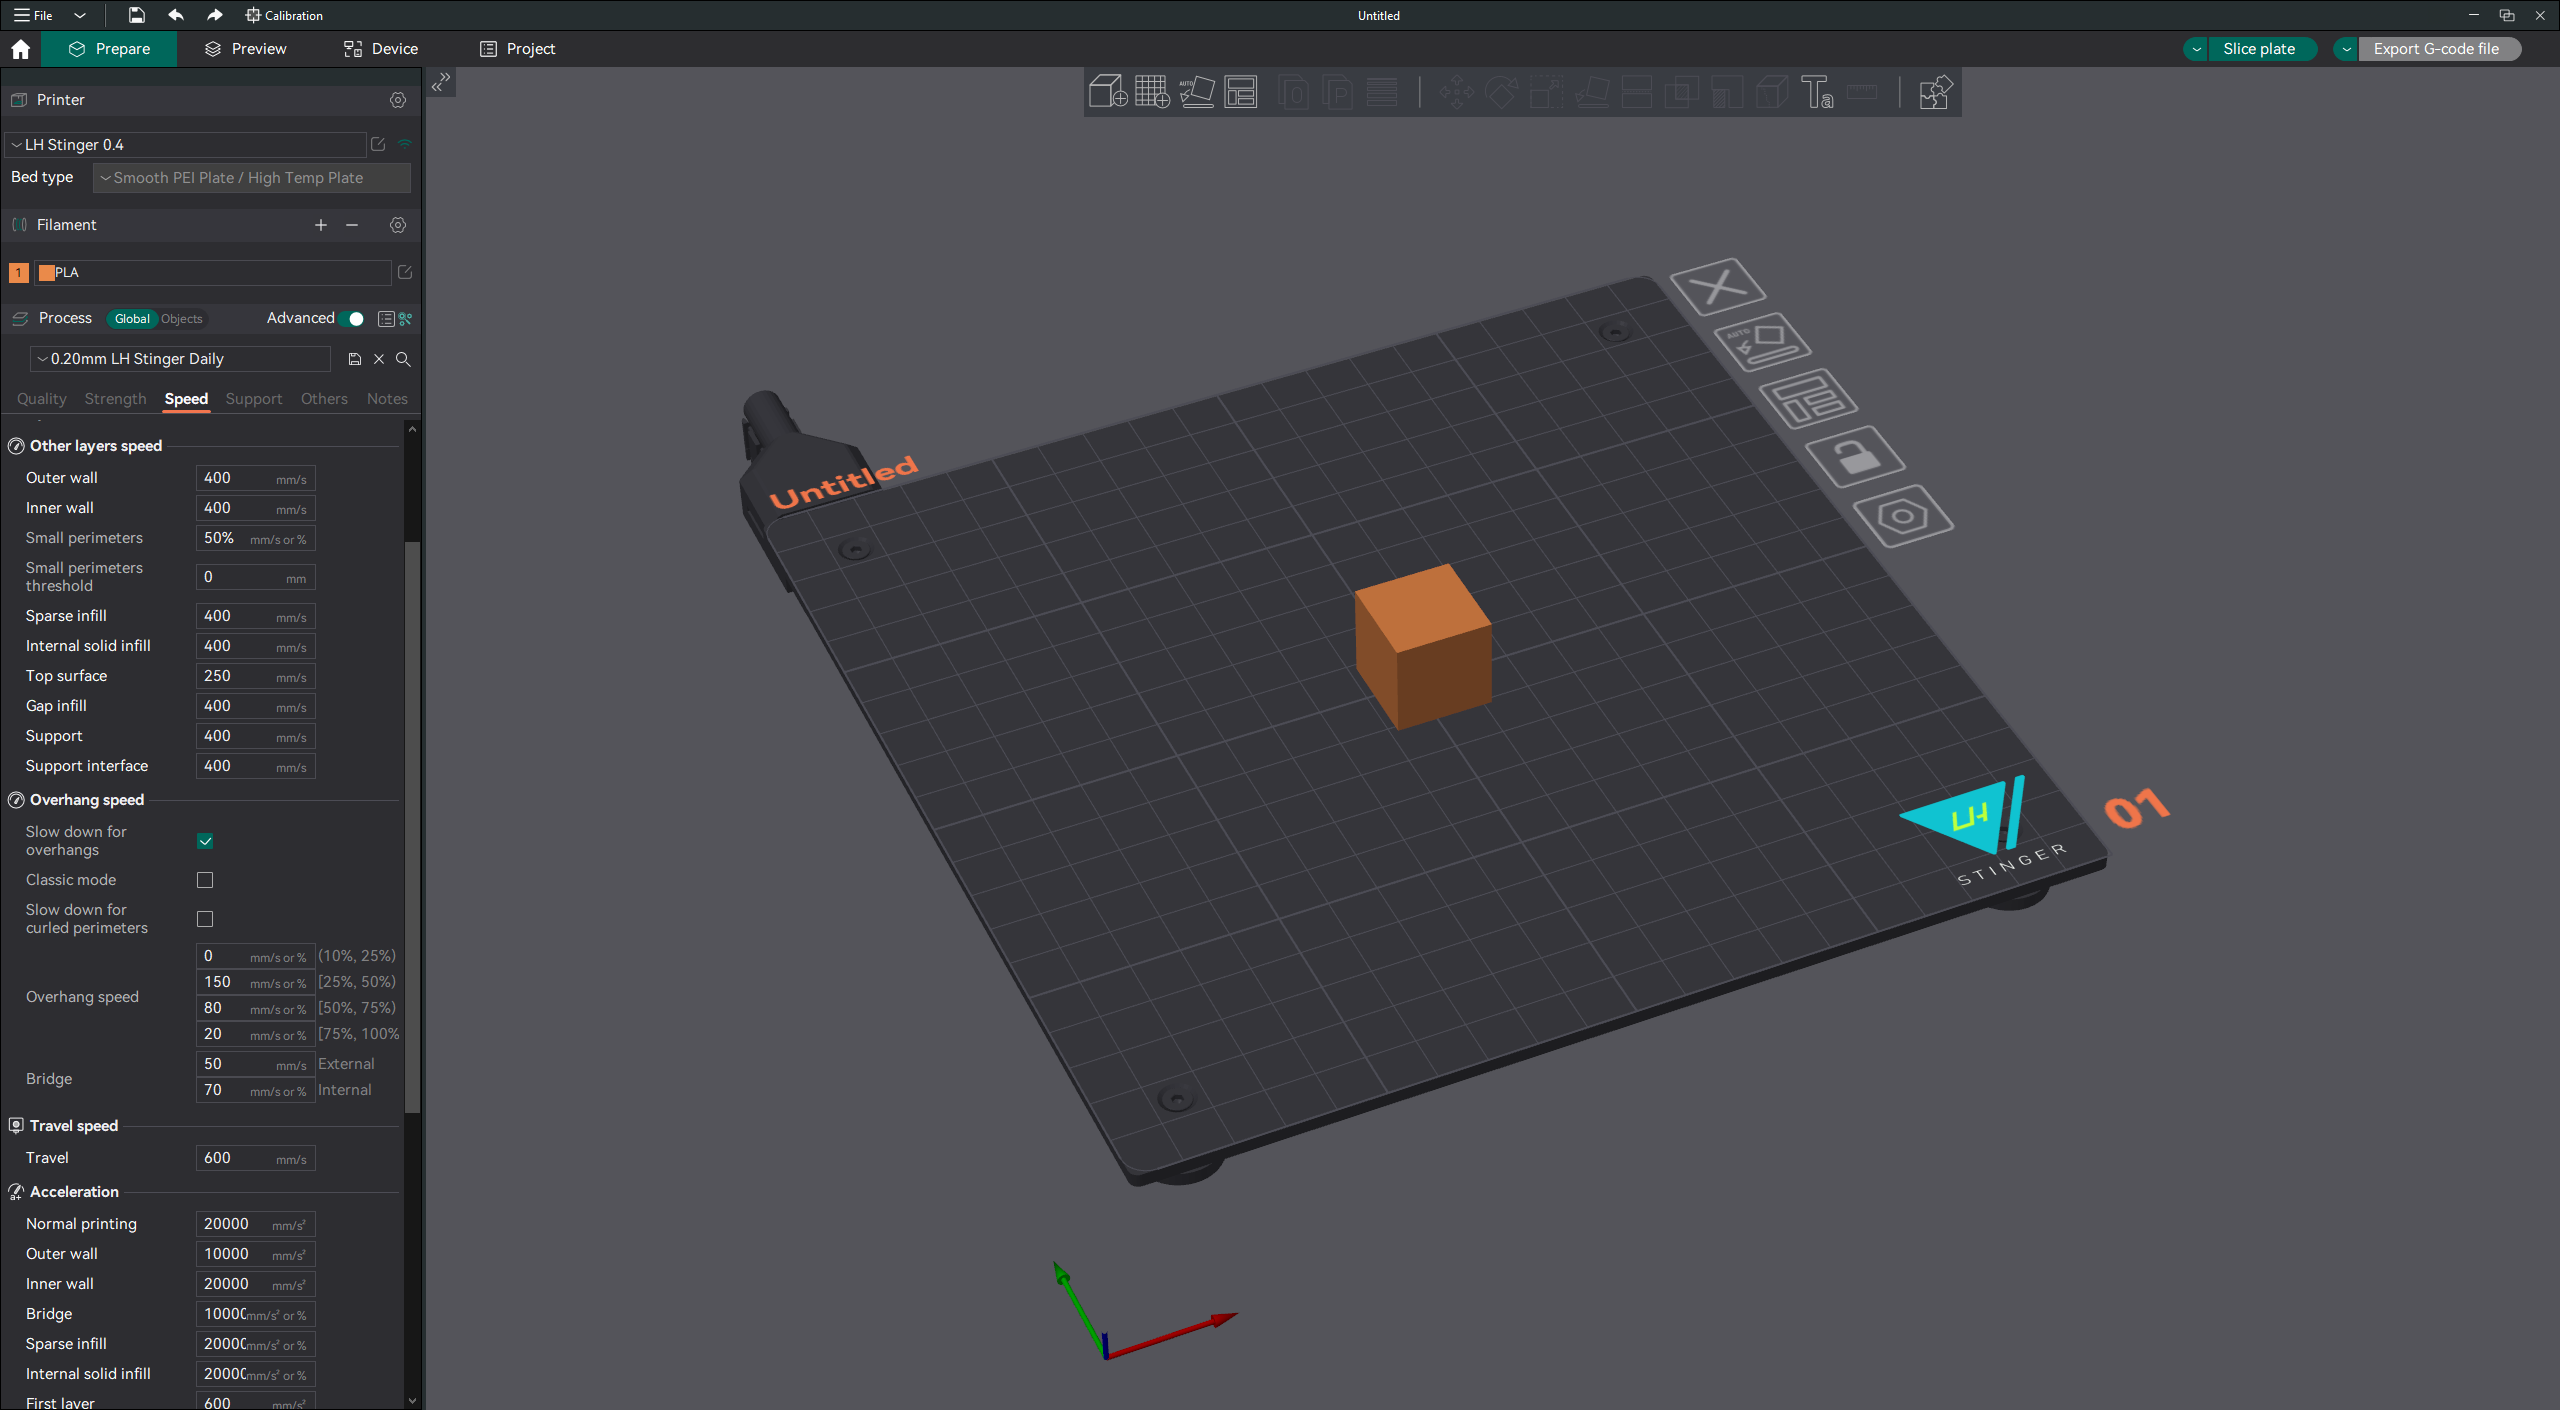 File
Calibration
Untitled
Prepare
Preview
Device
Project
Slice plate
Export G-code file
Printer
LH Stinger 0.4
Bed type
Smooth PEI Plate / High Temp Plate
Filament
1
PLA
Process
Global
Objects
Advanced
0.20mm LH Stinger Daily
Quality
Strength
Speed
Support
Others
Notes
Other layers speed
Outer wall 400 mm/s
Inner wall 400 mm/s
Small perimeters 50% mm/s or %
Small perimeters
threshold 0 mm
Sparse infill 400 mm/s
Internal solid infill 400 mm/s
Top surface 250 mm/s
Gap infill 400 mm/s
Support 400 mm/s
Support interface 400 mm/s
Overhang speed
Slow down for
overhangs
Classic mode
Slow down for
curled perimeters
Overhang speed
0 mm/s or % (10%, 25%)
150 mm/s or % [25%, 50%)
80 mm/s or % [50%, 75%)
20 mm/s or % [75%, 100%
Bridge
50 mm/s External
70 mm/s or % Internal
Travel speed
Travel 600 mm/s
Acceleration
Normal printing 20000 mm/s²
Outer wall 10000 mm/s²
Inner wall 20000 mm/s²
Bridge 10000 mm/s² or %
Sparse infill 20000 mm/s² or %
Internal solid infill 20000 mm/s² or %
First layer 600 mm/s²
AUTO
Ta
Untitled
AUTO
01
LH
STINGER